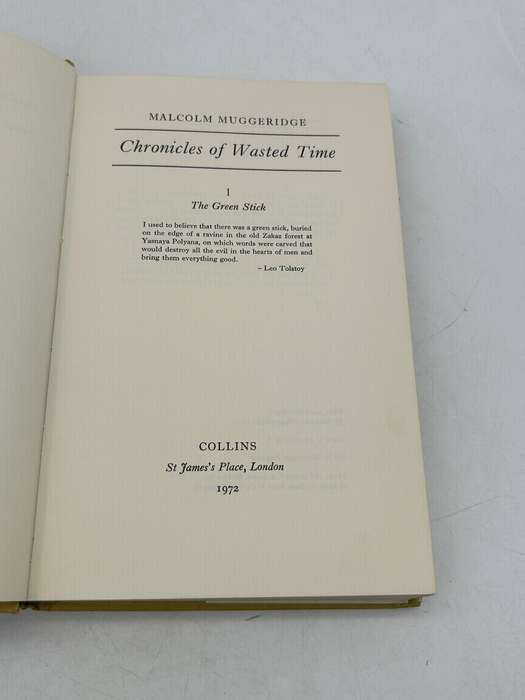 MALCOLM MUGGERIDGE
Chronicles of Wasted Time
1
The Green Stick
I used to believe that there was a green stick, buried
on the edge of a ravine in the old Zakaz forest at
Yasnaya Polyana, on which words were carved that
would destroy all the evil in the hearts of men and
bring them everything good.
– Leo Tolstoy
COLLINS
St James's Place, London
1972